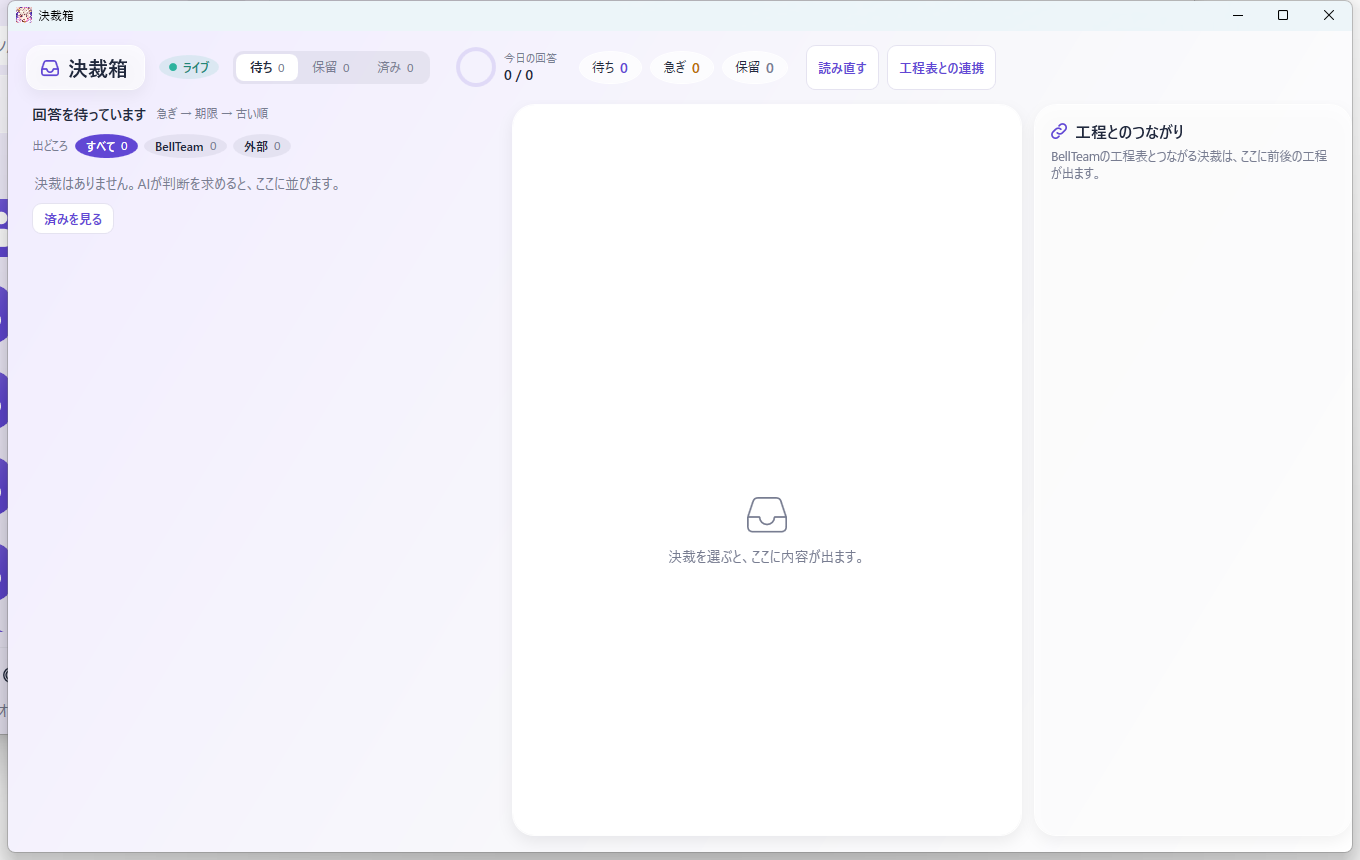 決裁箱
決裁箱
ライブ
待ち 0 保留 0 済み 0
今日の回答
0 / 0
待ち 0
急ぎ 0
保留 0
読み直す
工程表との連携
回答を待っています 急ぎ → 期限 → 古い順
出どころ すべて 0 BellTeam 0 外部 0
決裁はありません。AIが判断を求めると、ここに並びます。
済みを見る
決裁を選ぶと、ここに内容が出ます。
工程とのつながり
BellTeamの工程表とつながる決裁は、ここに前後の工程
が出ます。